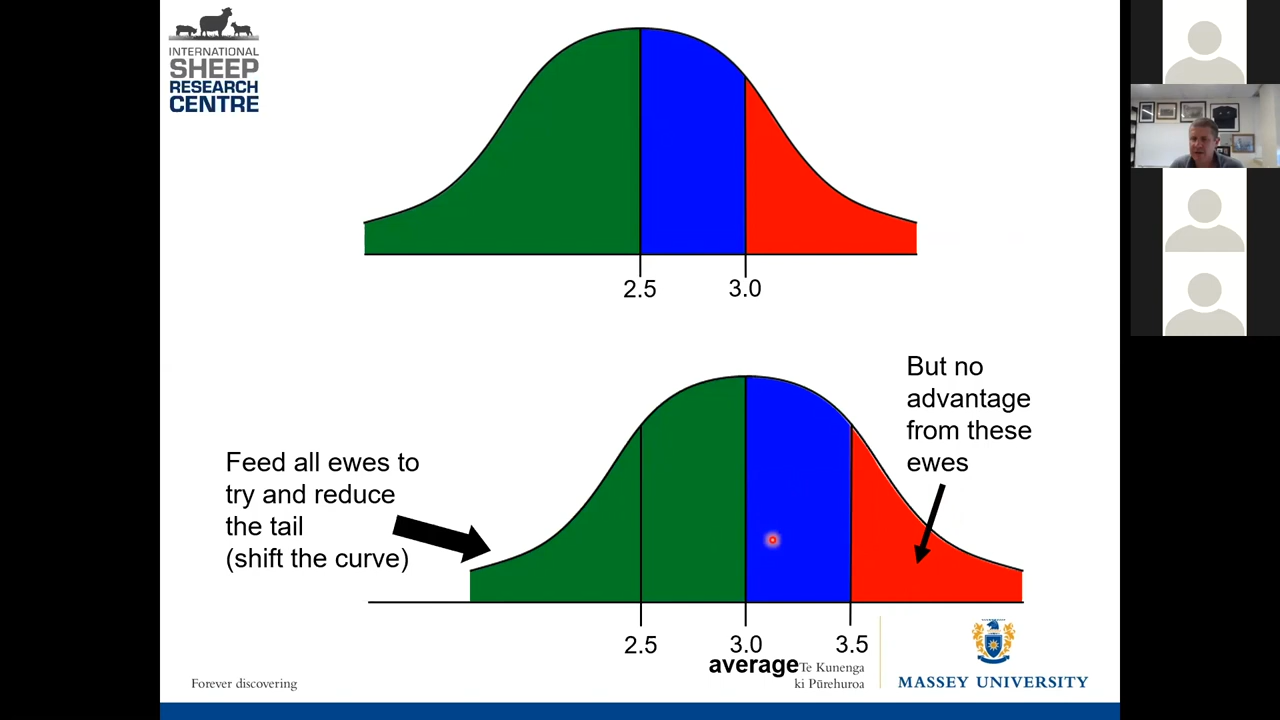 INTERNATIONAL
SHEEP
RESEARCH
CENTRE
2.5
3.0
But no
advantage
from these
ewes
Feed all ewes to
try and reduce
the tail
(shift the curve)
2.5
3.0
3.5
average
Te Kunenga
ki Pūrehuroa
Forever discovering
MASSEY UNIVERSITY